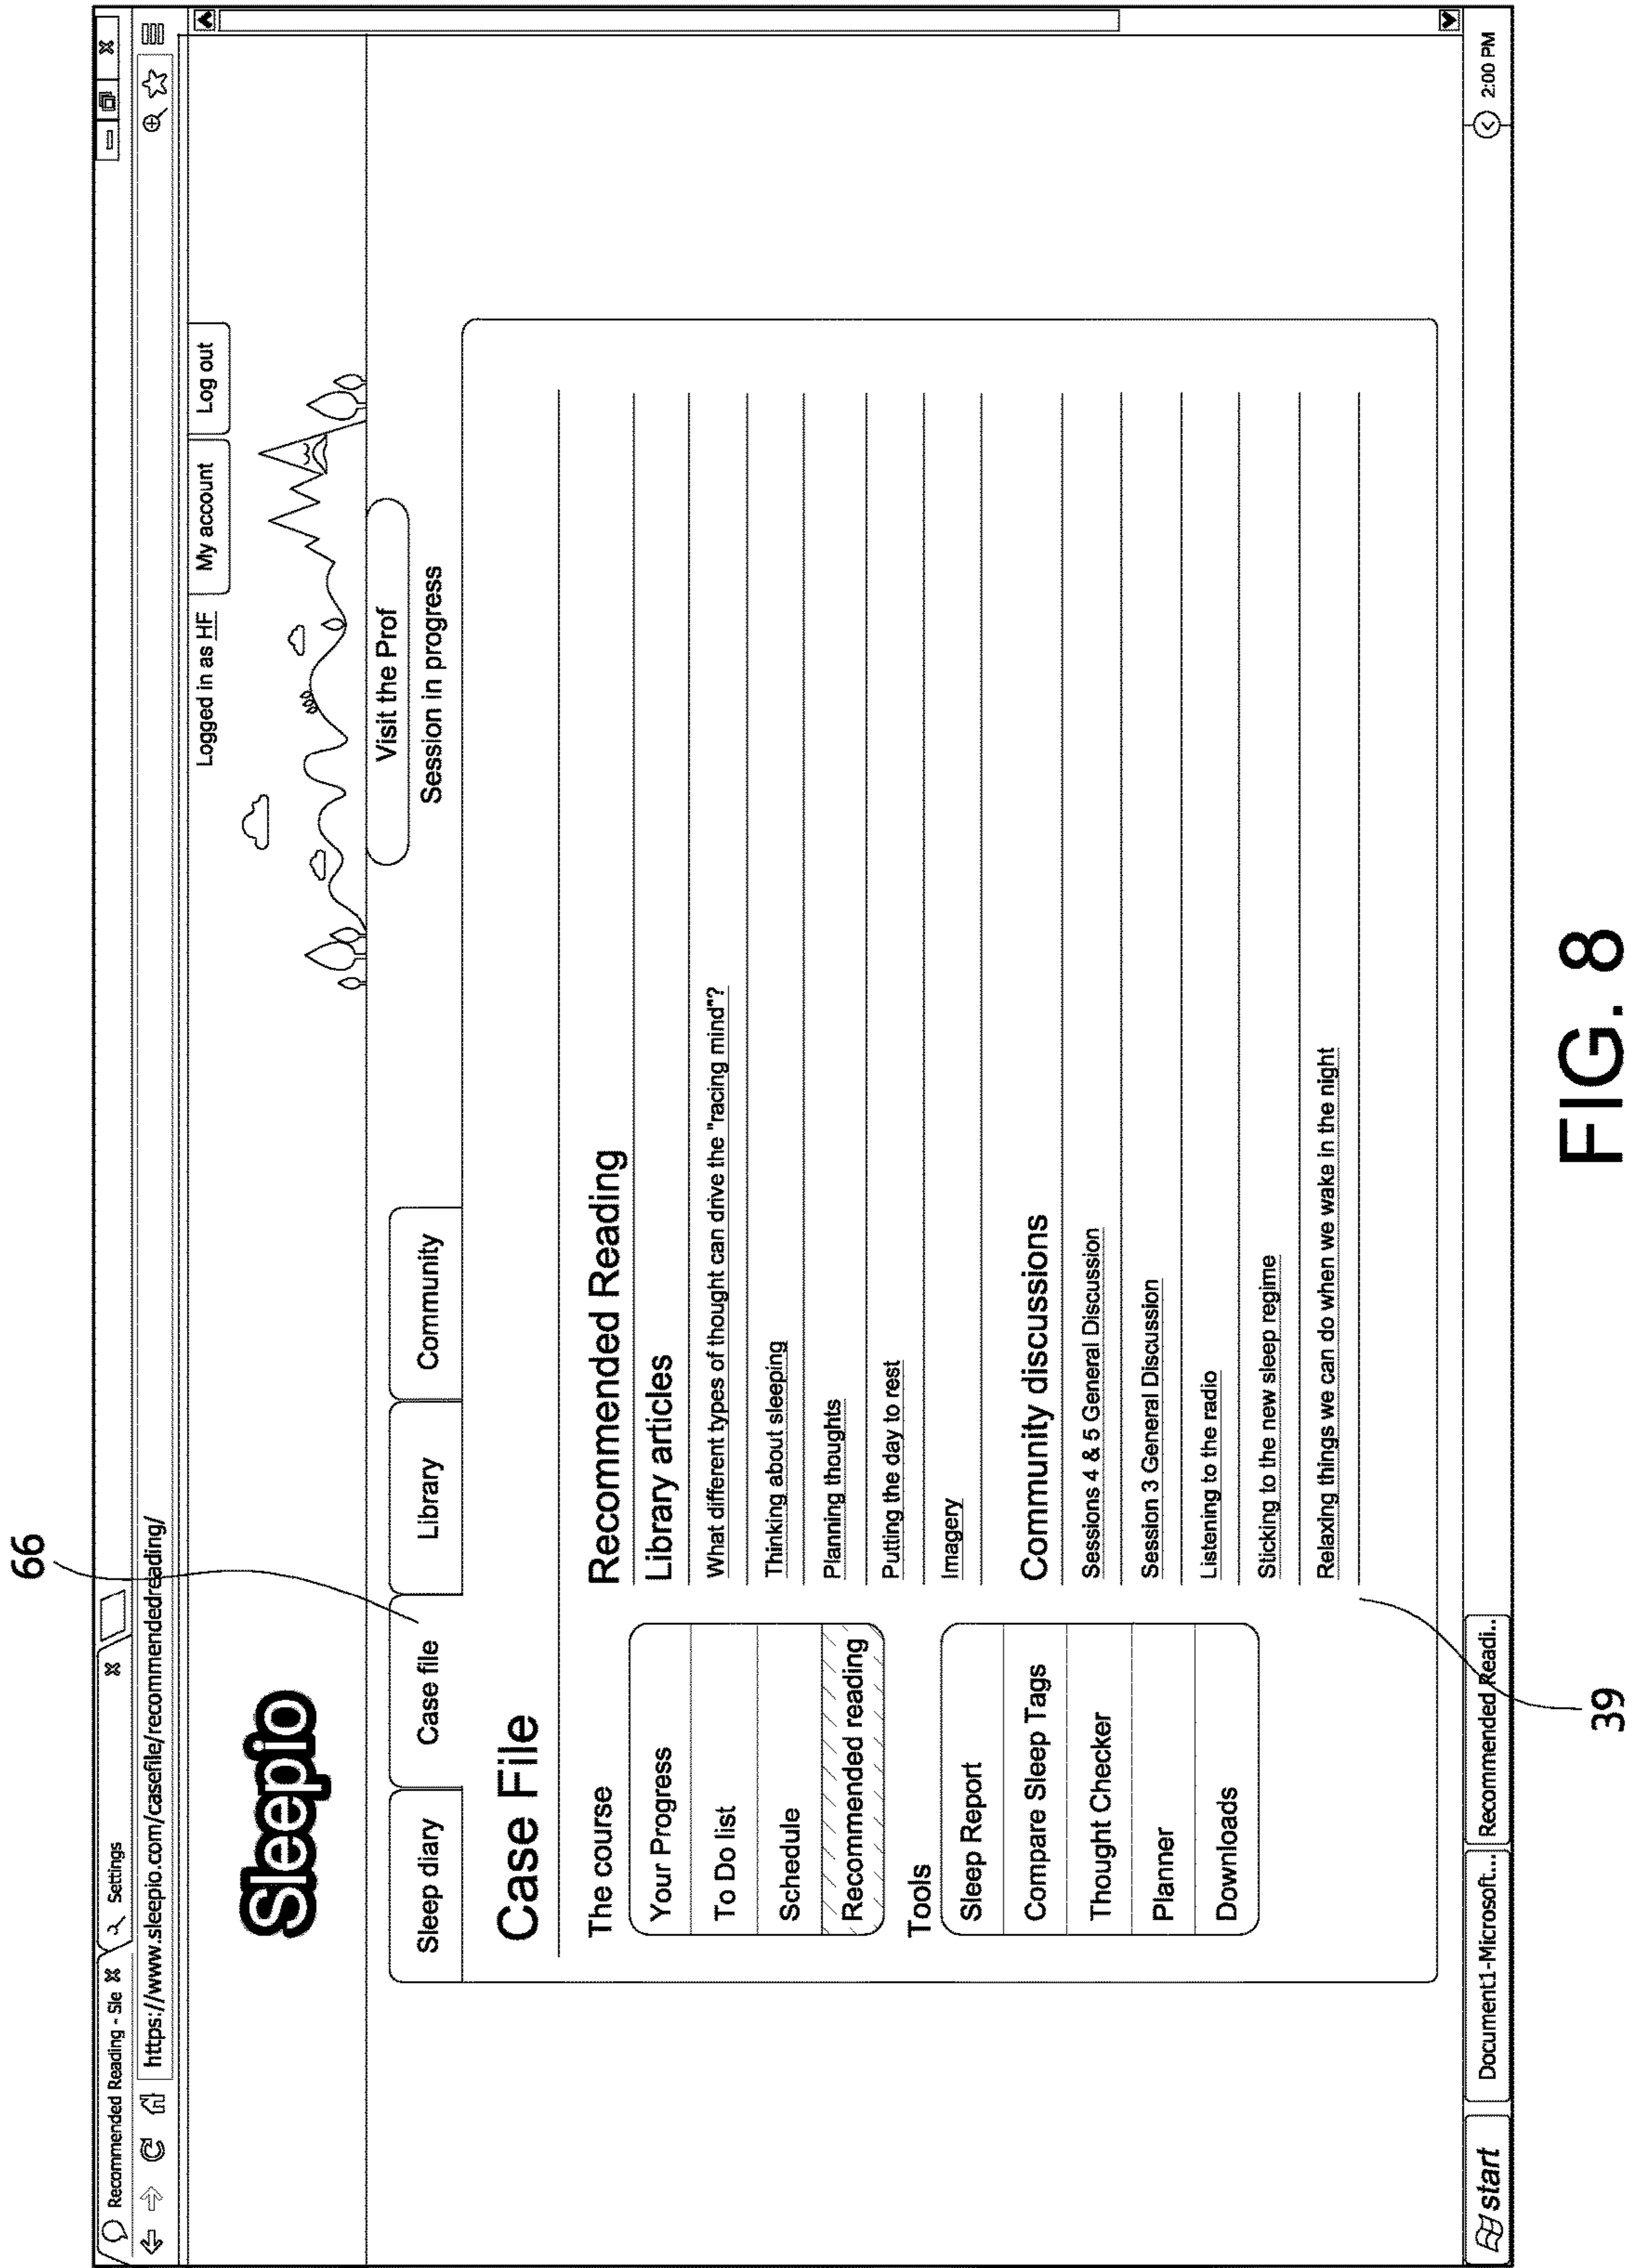 66
Recommended Reading - Sle
Settings
https://www.sleepio.com/casefile/recommendedreading/
Logged in as HF
My account
Log out
Sleepio
Visit the Prof
Session in progress
Sleep diary
Case file
Library
Community
Case File
The course
Your Progress
To Do list
Schedule
Recommended reading
Tools
Sleep Report
Compare Sleep Tags
Thought Checker
Planner
Downloads
Recommended Reading
Library articles
What different types of thought can drive the "racing mind"?
Thinking about sleeping
Planning thoughts
Putting the day to rest
Imagery
Community discussions
Sessions 4 & 5 General Discussion
Session 3 General Discussion
Listening to the radio
Sticking to the new sleep regime
Relaxing things we can do when we wake in the night
start
Document1-Microsoft...
Recommended Readi..
2:00 PM
39
FIG. 8